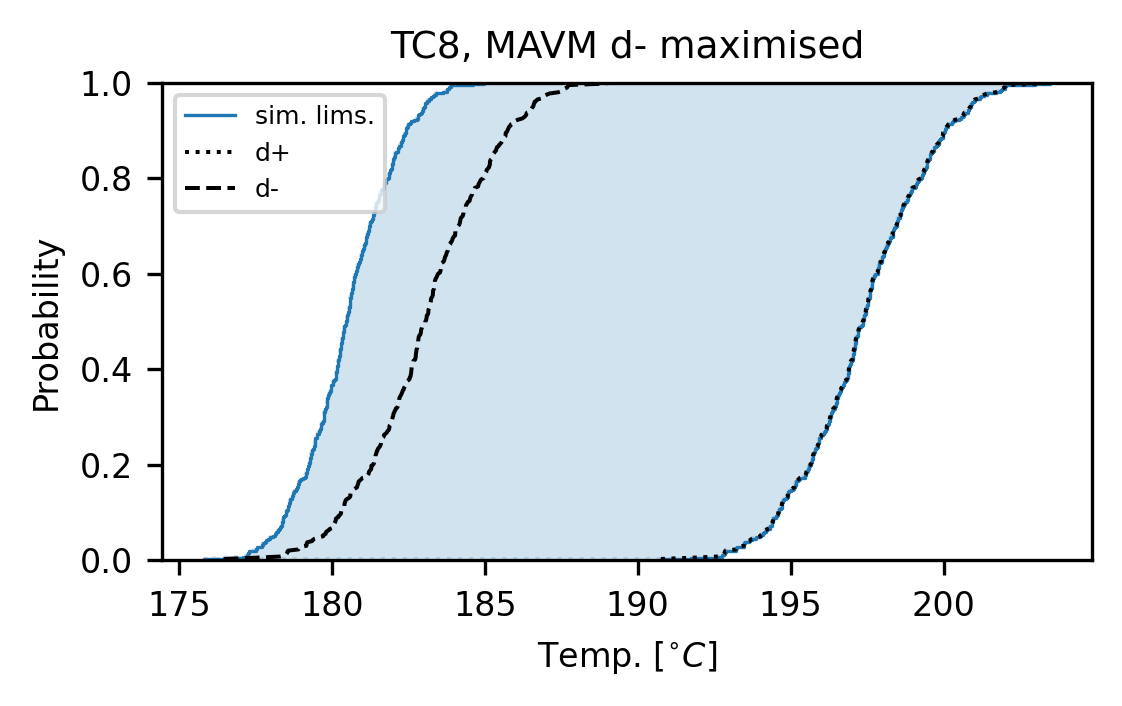 TC8, MAVM d- maximised
1.0
0.8
0.6
0.4
0.2
0.0
Probability
sim. lims.
d+
d-
175 180 185 190 195 200
Temp. [°C]